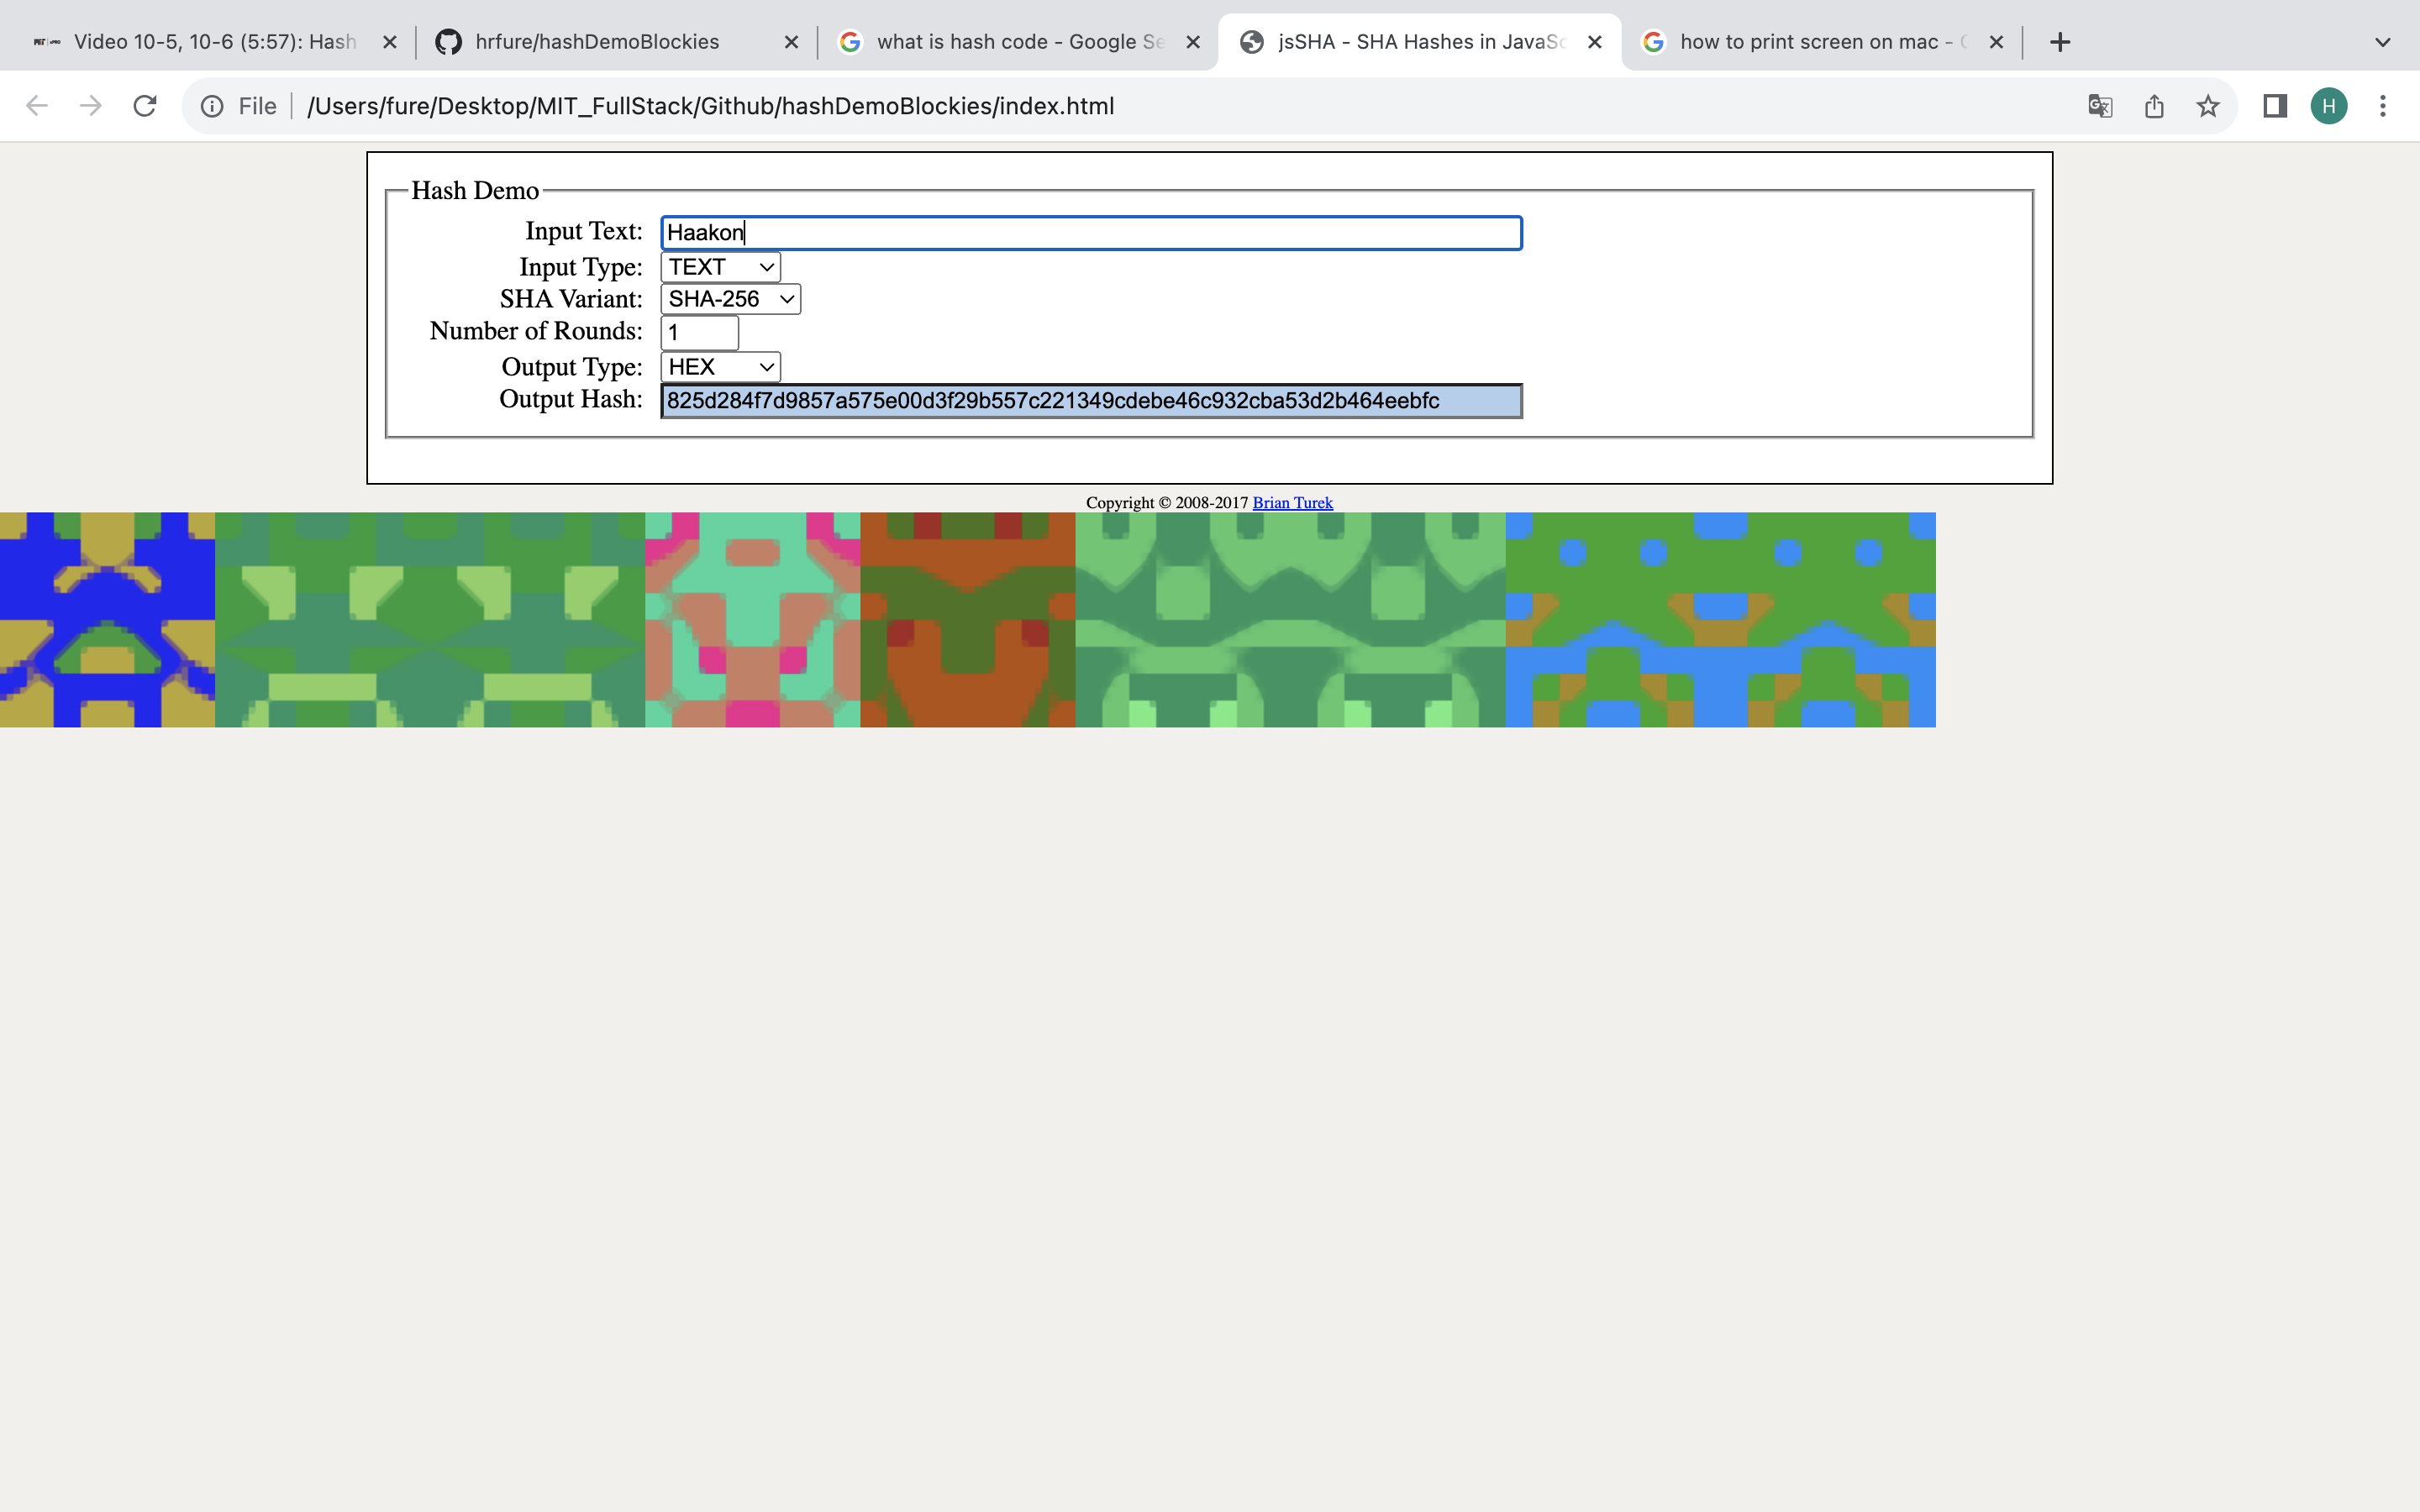 Video 10-5, 10-6 (5:57): Hash
hrfure/hashDemoBlockies
what is hash code - Google Se
jsSHA - SHA Hashes in JavaSc
how to print screen on mac -
File /Users/fure/Desktop/MIT_FullStack/Github/hashDemoBlockies/index.html
H
Hash Demo
Input Text: Haakon
Input Type: TEXT
SHA Variant: SHA-256
Number of Rounds: 1
Output Type: HEX
Output Hash: 825d284f7d9857a575e00d3f29b557c221349cdebe46c932cba53d2b464eebfc
Copyright © 2008-2017 Brian Turek